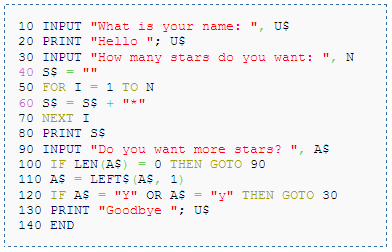 10 INPUT "What is your name: ", U$
20 PRINT "Hello "; U$
30 INPUT "How many stars do you want: ", N
40 S$ = ""
50 FOR I = 1 TO N
60 S$ = S$ + "*"
70 NEXT I
80 PRINT S$
90 INPUT "Do you want more stars? ", A$
100 IF LEN(A$) = 0 THEN GOTO 90
110 A$ = LEFT$(A$, 1)
120 IF A$ = "Y" OR A$ = "y" THEN GOTO 30
130 PRINT "Goodbye "; U$
140 END